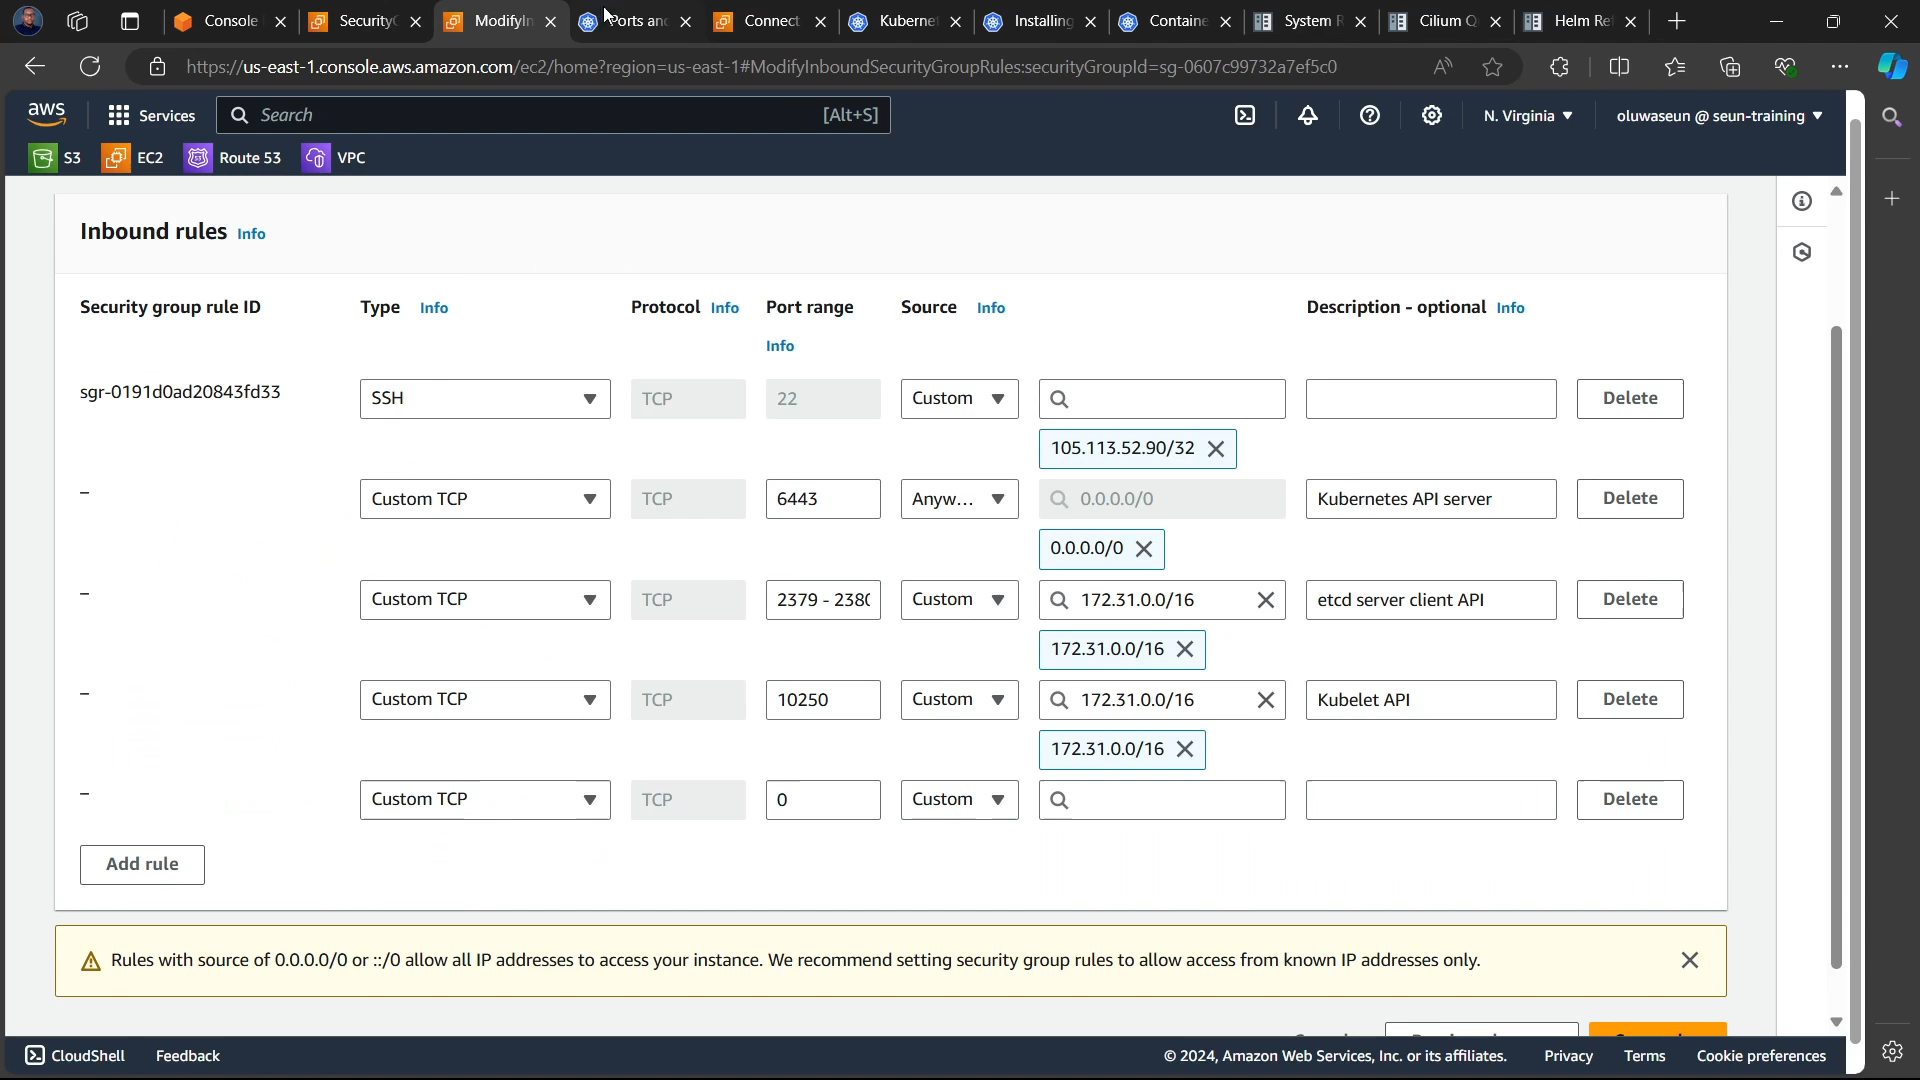 Console
SecurityG
ModifyIn
Ports and
Connect
Kubernet
Installing
Containe
System R
Cilium Q
Helm Ref
https://us-east-1.console.aws.amazon.com/ec2/home?region=us-east-1#ModifyInboundSecurityGroupRules:securityGroupId=sg-0607c99732a7ef5c0
aws
Services
Search
[Alt+S]
N. Virginia
oluwaseun @ seun-training
S3
EC2
Route 53
VPC
Inbound rules Info
Security group rule ID
Type Info
Protocol Info
Port range Info
Source Info
Description - optional Info
sgr-0191d0ad20843fd33
SSH
TCP
22
Custom
Delete
105.113.52.90/32
–
Custom TCP
TCP
6443
Anyw...
0.0.0.0/0
Kubernetes API server
Delete
0.0.0.0/0
–
Custom TCP
TCP
2379 - 238
Custom
172.31.0.0/16
etcd server client API
Delete
172.31.0.0/16
–
Custom TCP
TCP
10250
Custom
172.31.0.0/16
Kubelet API
Delete
172.31.0.0/16
–
Custom TCP
TCP
0
Custom
Delete
Add rule
Rules with source of 0.0.0.0/0 or ::/0 allow all IP addresses to access your instance. We recommend setting security group rules to allow access from known IP addresses only.
CloudShell
Feedback
© 2024, Amazon Web Services, Inc. or its affiliates.
Privacy
Terms
Cookie preferences